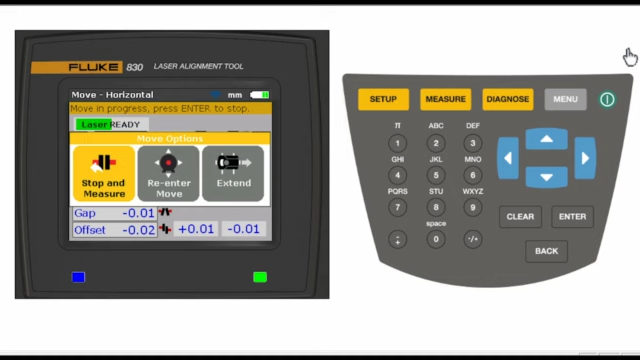 FLUKE 830 LASER ALIGNMENT TOOL
Move - Horizontal mm
Move in progress, press ENTER to stop.
Laser READY
Move Options
Stop and Measure
Re-enter Move
Extend
Gap -0.01
Offset -0.02 +0.01 -0.01
SETUP MEASURE DIAGNOSE MENU
π ABC DEF
1 2 3
GHI JKL MNO
4 5 6
PQRS STU WXYZ
7 8 9
space
+/- 0 ·/*
CLEAR ENTER
BACK